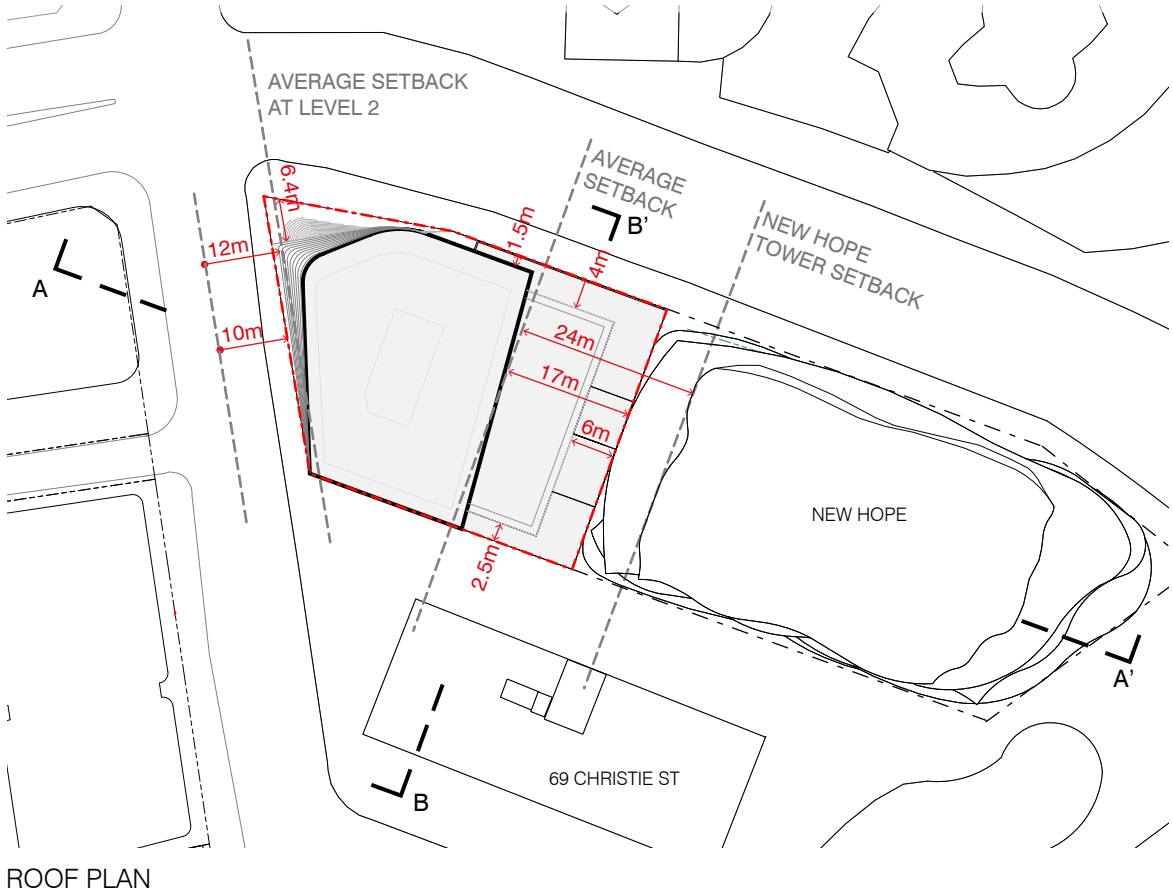 AVERAGE SETBACK
AT LEVEL 2
AVERAGE
SETBACK
B'
NEW HOPE
TOWER SETBACK
6.4m
1.5m
4m
12m
A
10m
24m
17m
6m
NEW HOPE
2.5m
A’
69 CHRISTIE ST
B
ROOF PLAN